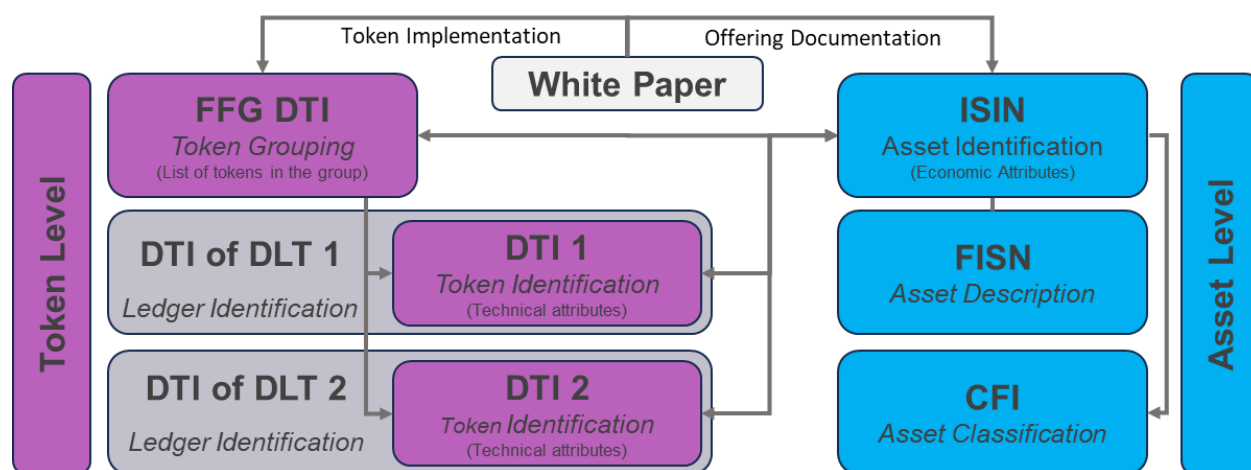 Token Implementation
Offering Documentation
White Paper
Token Level
FFG DTI
Token Grouping
(List of tokens in the group)
DTI of DLT 1
Ledger Identification
DTI 1
Token Identification
(Technical attributes)
DTI of DLT 2
Ledger Identification
DTI 2
Token Identification
(Technical attributes)
ISIN
Asset Identification
(Economic Attributes)
FISN
Asset Description
CFI
Asset Classification
Asset Level